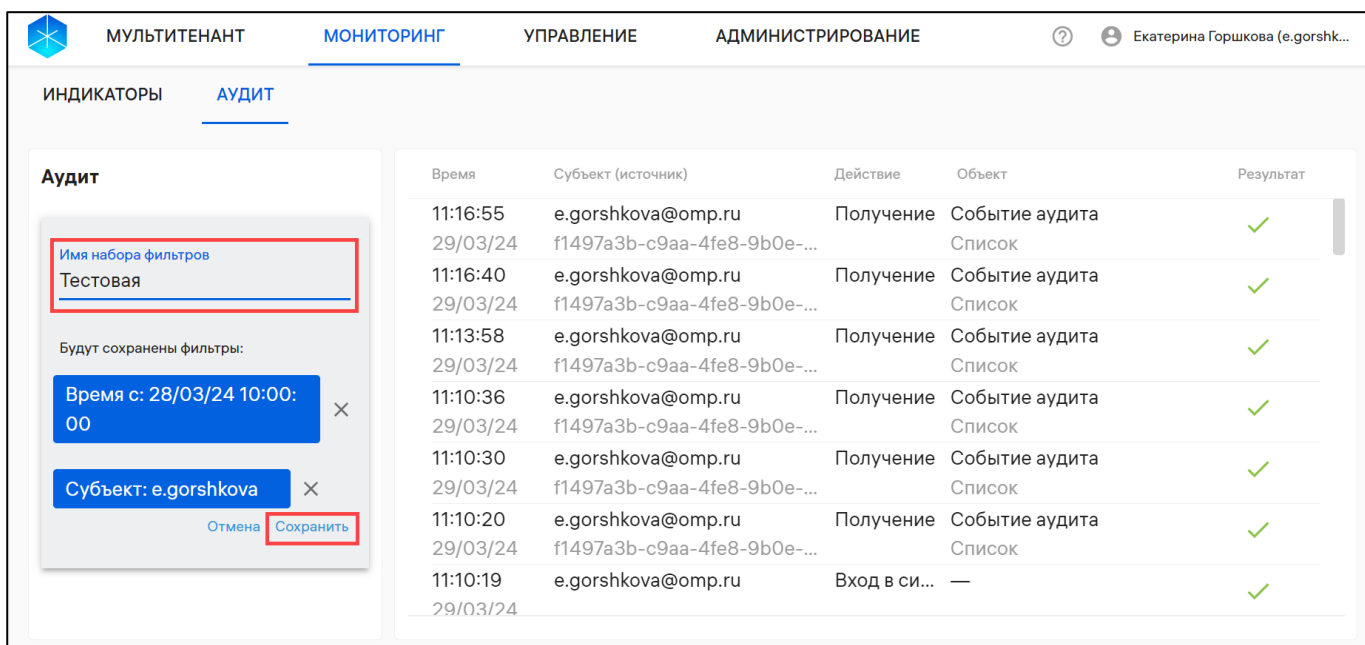 МУЛЬТИТЕНАНТ МОНИТОРИНГ УПРАВЛЕНИЕ АДМИНИСТРИРОВАНИЕ ? Екатерина Горшкова (e.gorshk...
ИНДИКАТОРЫ АУДИТ
Аудит
Имя набора фильтров
Тестовая
Будут сохранены фильтры:
Время с: 28/03/24 10:00:
00
Субъект: e.gorshkova
Отмена Сохранить
Время Субъект (источник) Действие Объект Результат
11:16:55 e.gorshkova@omp.ru Получение Событие аудита
29/03/24 f1497a3b-c9aa-4fe8-9b0e-... Список
11:16:40 e.gorshkova@omp.ru Получение Событие аудита
29/03/24 f1497a3b-c9aa-4fe8-9b0e-... Список
11:13:58 e.gorshkova@omp.ru Получение Событие аудита
29/03/24 f1497a3b-c9aa-4fe8-9b0e-... Список
11:10:36 e.gorshkova@omp.ru Получение Событие аудита
29/03/24 f1497a3b-c9aa-4fe8-9b0e-... Список
11:10:30 e.gorshkova@omp.ru Получение Событие аудита
29/03/24 f1497a3b-c9aa-4fe8-9b0e-... Список
11:10:20 e.gorshkova@omp.ru Получение Событие аудита
29/03/24 f1497a3b-c9aa-4fe8-9b0e-... Список
11:10:19 e.gorshkova@omp.ru Вход в си... —
29/03/24